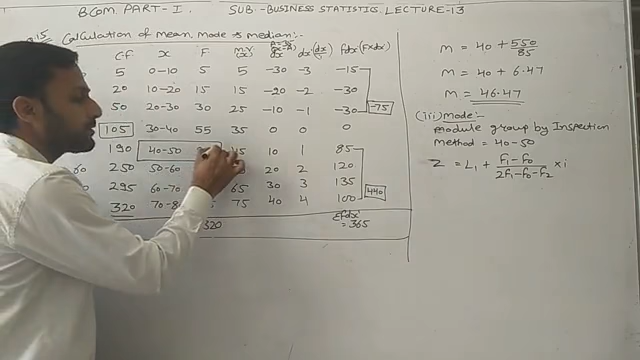 BCOM. PART-I. SUB.-BUSINESS STATISTICS. LECTURE-13
15 Calculation of mean, mode & median:-
C.F x F M.V (x) A=35 (x-A) dx dx'(dx/i) fdx' (Fxdx')
5 0-10 5 5 -30 -3 -15
20 10-20 15 15 -20 -2 -30
50 20-30 30 25 -10 -1 -30 -75
105 30-40 55 35 0 0 0
190 40-50 45 10 1 85
250 50-60 20 2 120
295 60-70 65 30 3 135 440
320 70-8 75 40 4 100
320 Σfdx' = 365
M = 40 + 550/85
M = 40 + 6.47
M = 46.47
(iii) mode:-
module group by Inspection
method = 40-50
Z = L1 + F1-F0/2F1-F0-F2 × i